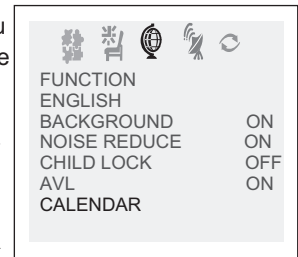 u
e
FUNCTION
ENGLISH
BACKGROUND ON
NOISE REDUCE ON
CHILD LOCK OFF
AVL ON
CALENDAR